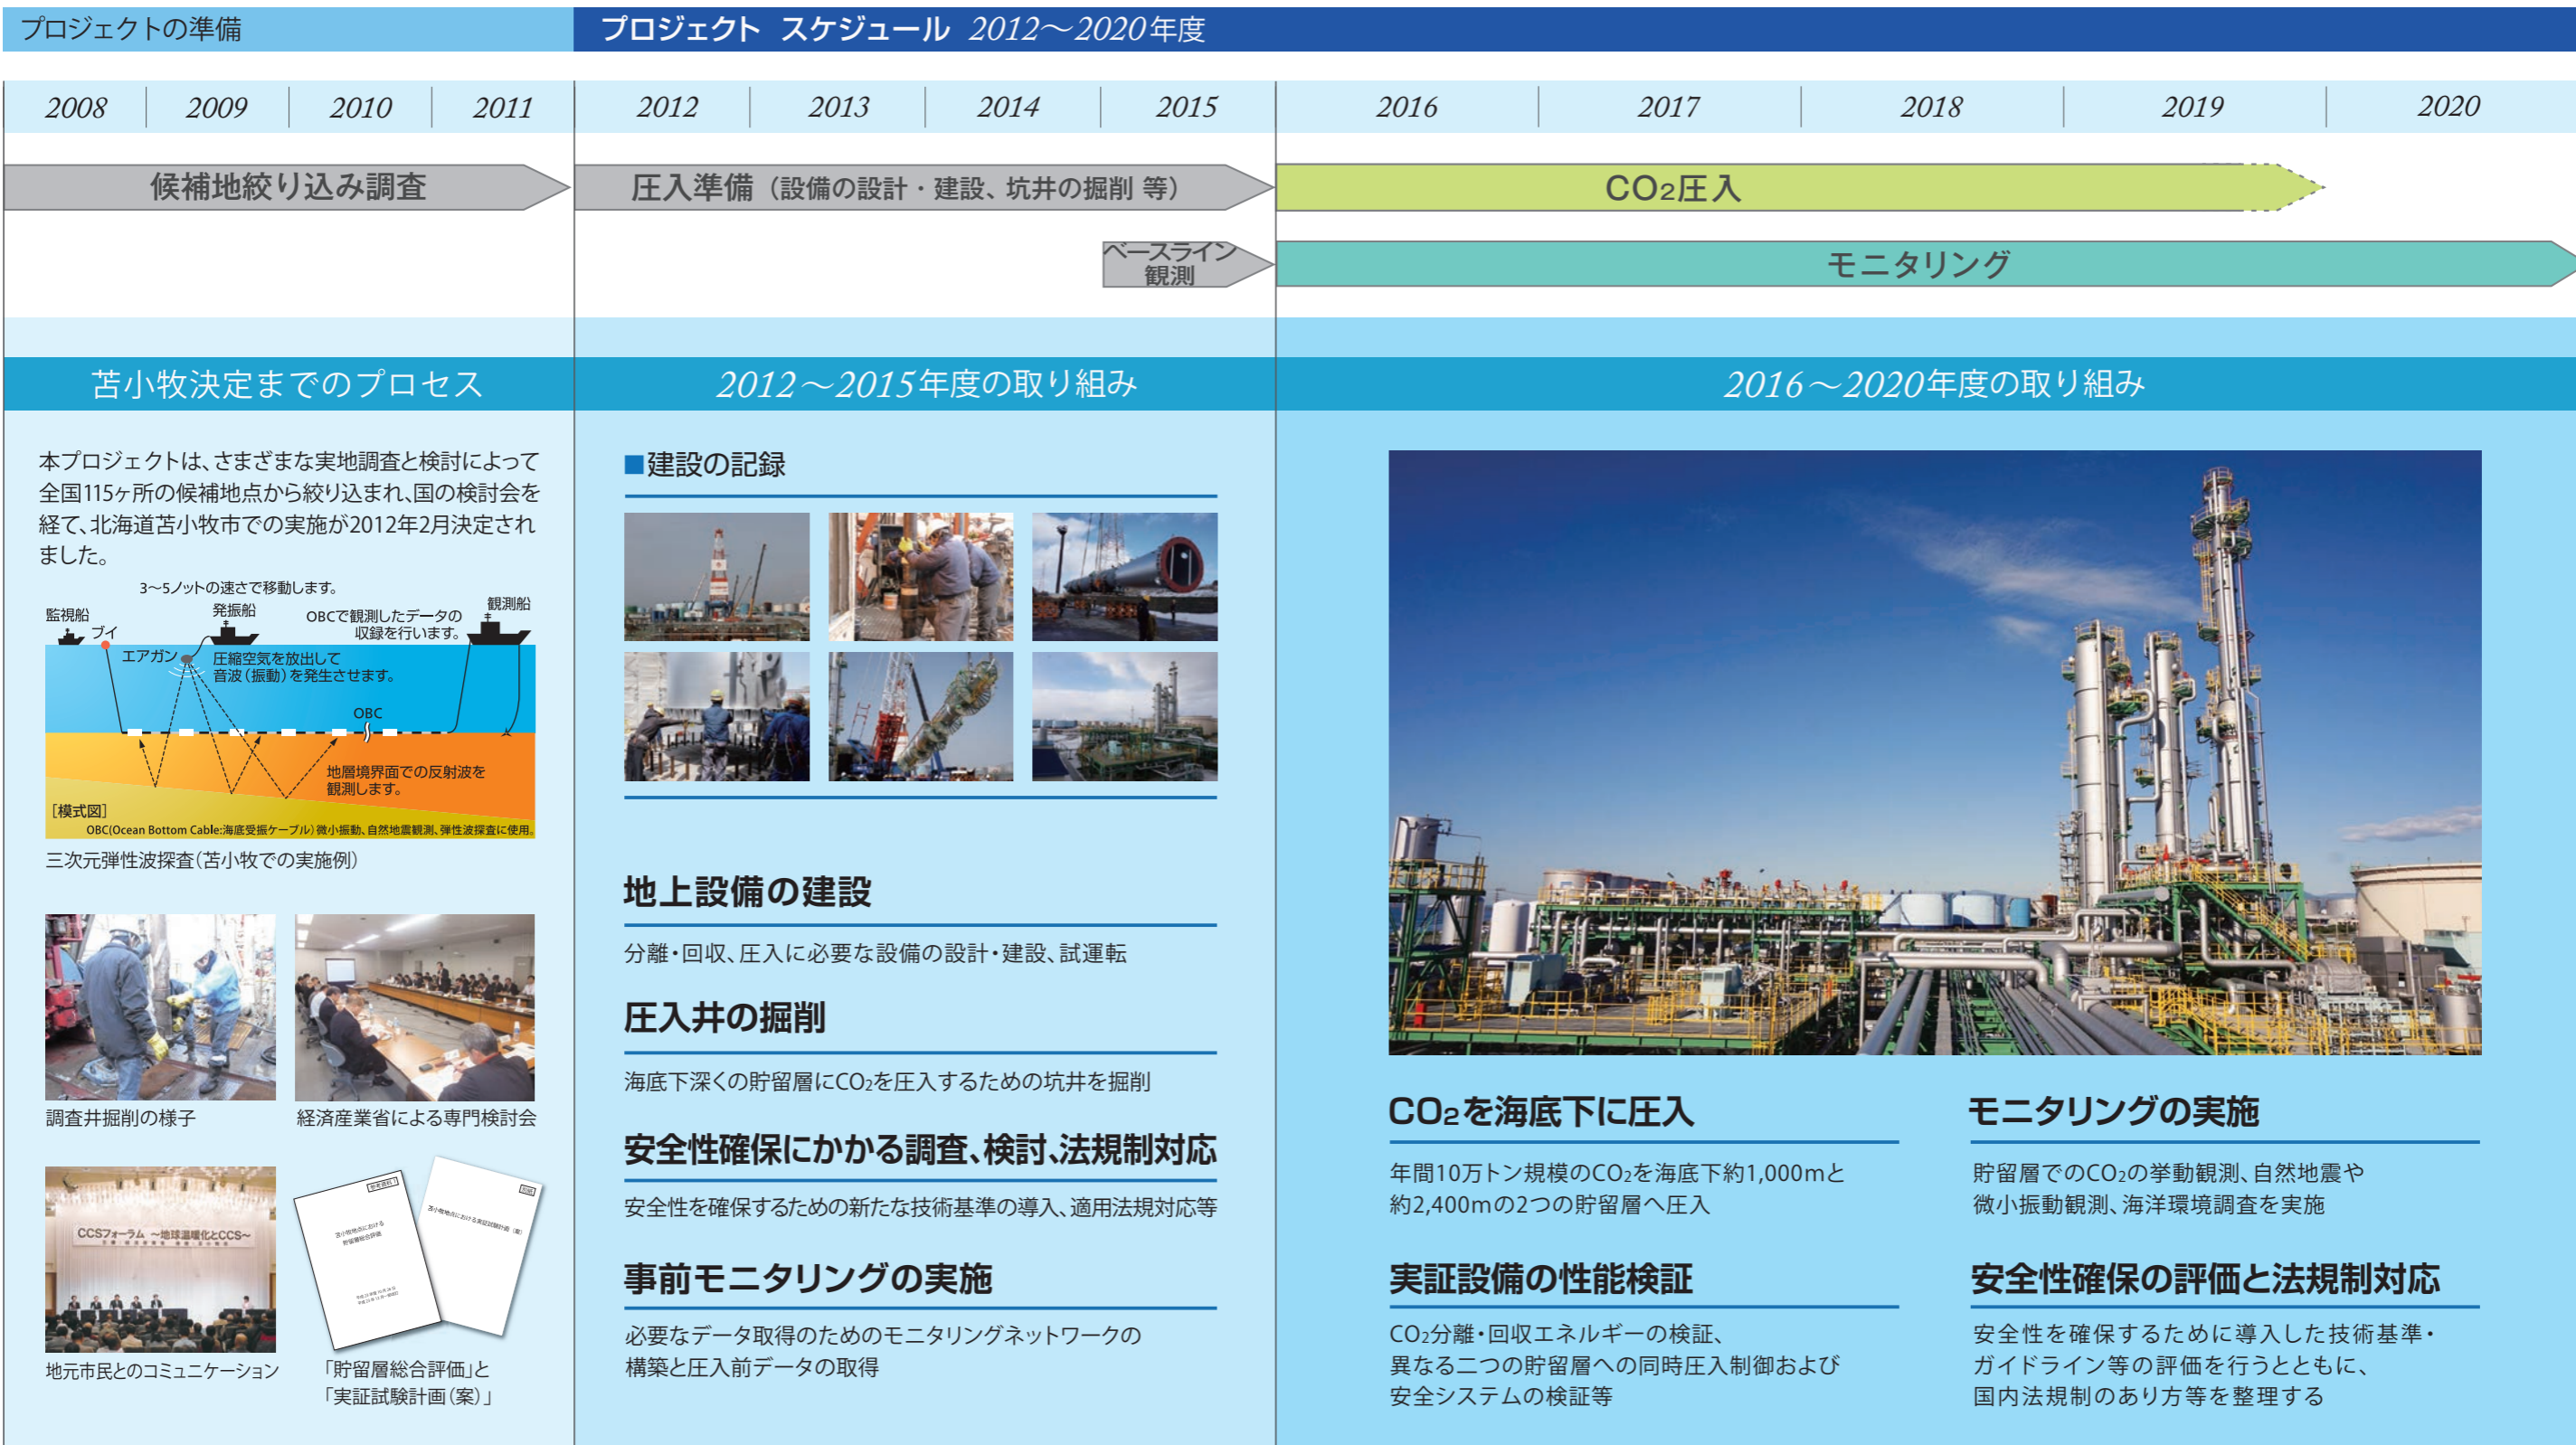 プロジェクトの準備
プロジェクト スケジュール 2012～2020年度
2008 2009 2010 2011 2012 2013 2014 2015 2016 2017 2018 2019 2020
候補地絞り込み調査
圧入準備（設備の設計・建設、坑井の掘削 等）
CO₂圧入
ベースライン
観測
モニタリング
苫小牧決定までのプロセス
本プロジェクトは、さまざまな実地調査と検討によって
全国115ヶ所の候補地点から絞り込まれ、国の検討会を
経て、北海道苫小牧市での実施が2012年2月決定され
ました。
3～5ノットの速さで移動します。
監視船
ブイ
発振船
OBCで観測したデータの
収録を行います。
観測船
エアガン
圧縮空気を放出して
音波（振動）を発生させます。
OBC
地層境界面での反射波を
観測します。
［模式図］
OBC(Ocean Bottom Cable:海底受振ケーブル）微小振動、自然地震観測、弾性波探査に使用。
三次元弾性波探査（苫小牧での実施例）
調査井掘削の様子
経済産業省による専門検討会
CCSフォーラム ～地球温暖化とCCS～
地元市民とのコミュニケーション
参考資料1
苫小牧地点における
貯留層総合評価
別紙
苫小牧地点における実証試験計画（案）
「貯留層総合評価」と
「実証試験計画（案）」
2012～2015年度の取り組み
■建設の記録
地上設備の建設
分離・回収、圧入に必要な設備の設計・建設、試運転
圧入井の掘削
海底下深くの貯留層にCO₂を圧入するための坑井を掘削
安全性確保にかかる調査、検討、法規制対応
安全性を確保するための新たな技術基準の導入、適用法規対応等
事前モニタリングの実施
必要なデータ取得のためのモニタリングネットワークの
構築と圧入前データの取得
2016～2020年度の取り組み
CO₂を海底下に圧入
年間10万トン規模のCO₂を海底下約1,000mと
約2,400mの2つの貯留層へ圧入
モニタリングの実施
貯留層でのCO₂の挙動観測、自然地震や
微小振動観測、海洋環境調査を実施
実証設備の性能検証
CO₂分離・回収エネルギーの検証、
異なる二つの貯留層への同時圧入制御および
安全システムの検証等
安全性確保の評価と法規制対応
安全性を確保するために導入した技術基準・
ガイドライン等の評価を行うとともに、
国内法規制のあり方等を整理する